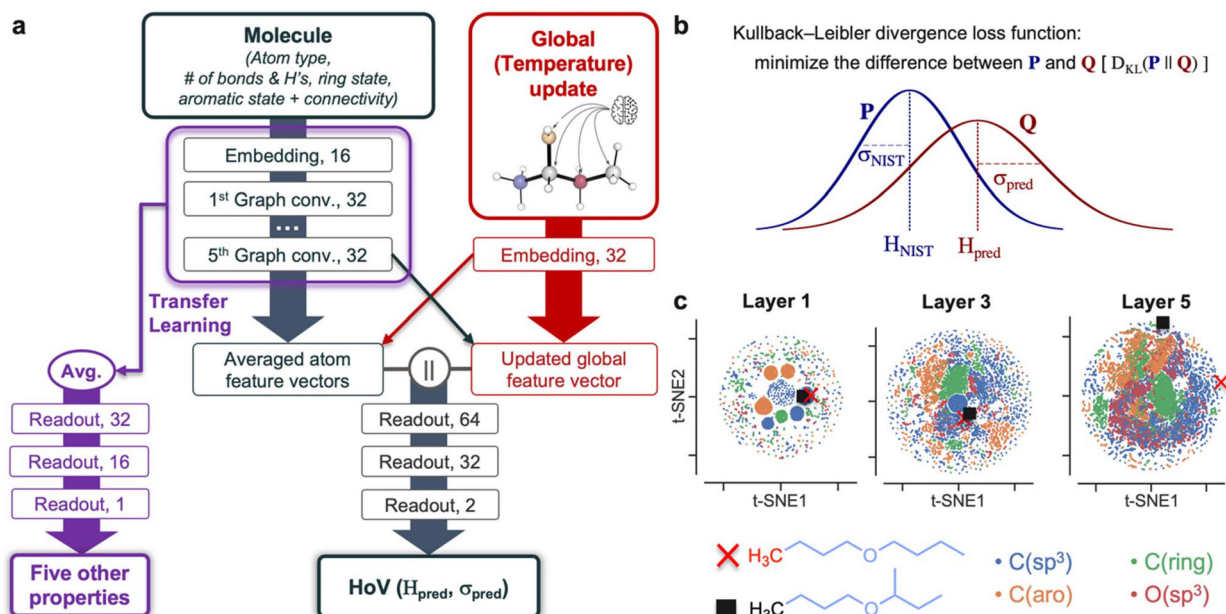 a
Molecule
(Atom type,
# of bonds & H's, ring state,
aromatic state + connectivity)
Global
(Temperature)
update
Embedding, 16
1st Graph conv., 32
...
5th Graph conv., 32
Embedding, 32
Transfer
Learning
Averaged atom
feature vectors
||
Updated global
feature vector
Avg.
Readout, 32
Readout, 16
Readout, 1
Readout, 64
Readout, 32
Readout, 2
Five other
properties
HoV (Hpred, σpred)
b
Kullback–Leibler divergence loss function:
minimize the difference between P and Q [ DKL(P || Q) ]
P
Q
σNIST
σpred
HNIST
Hpred
c
Layer 1
Layer 3
Layer 5
t-SNE2
t-SNE1
t-SNE1
t-SNE1
H3C
O
H3C
O
• C(sp3)
• C(ring)
• C(aro)
• O(sp3)